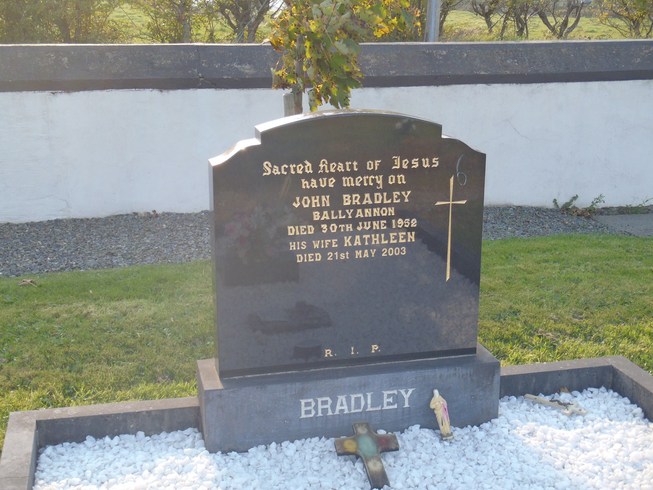 Sacred Heart of Jesus
have mercy on
JOHN BRADLEY
BALLYANNON
DIED 30TH JUNE 1952
HIS WIFE KATHLEEN
DIED 21st MAY 2003
R. I. P.
BRADLEY